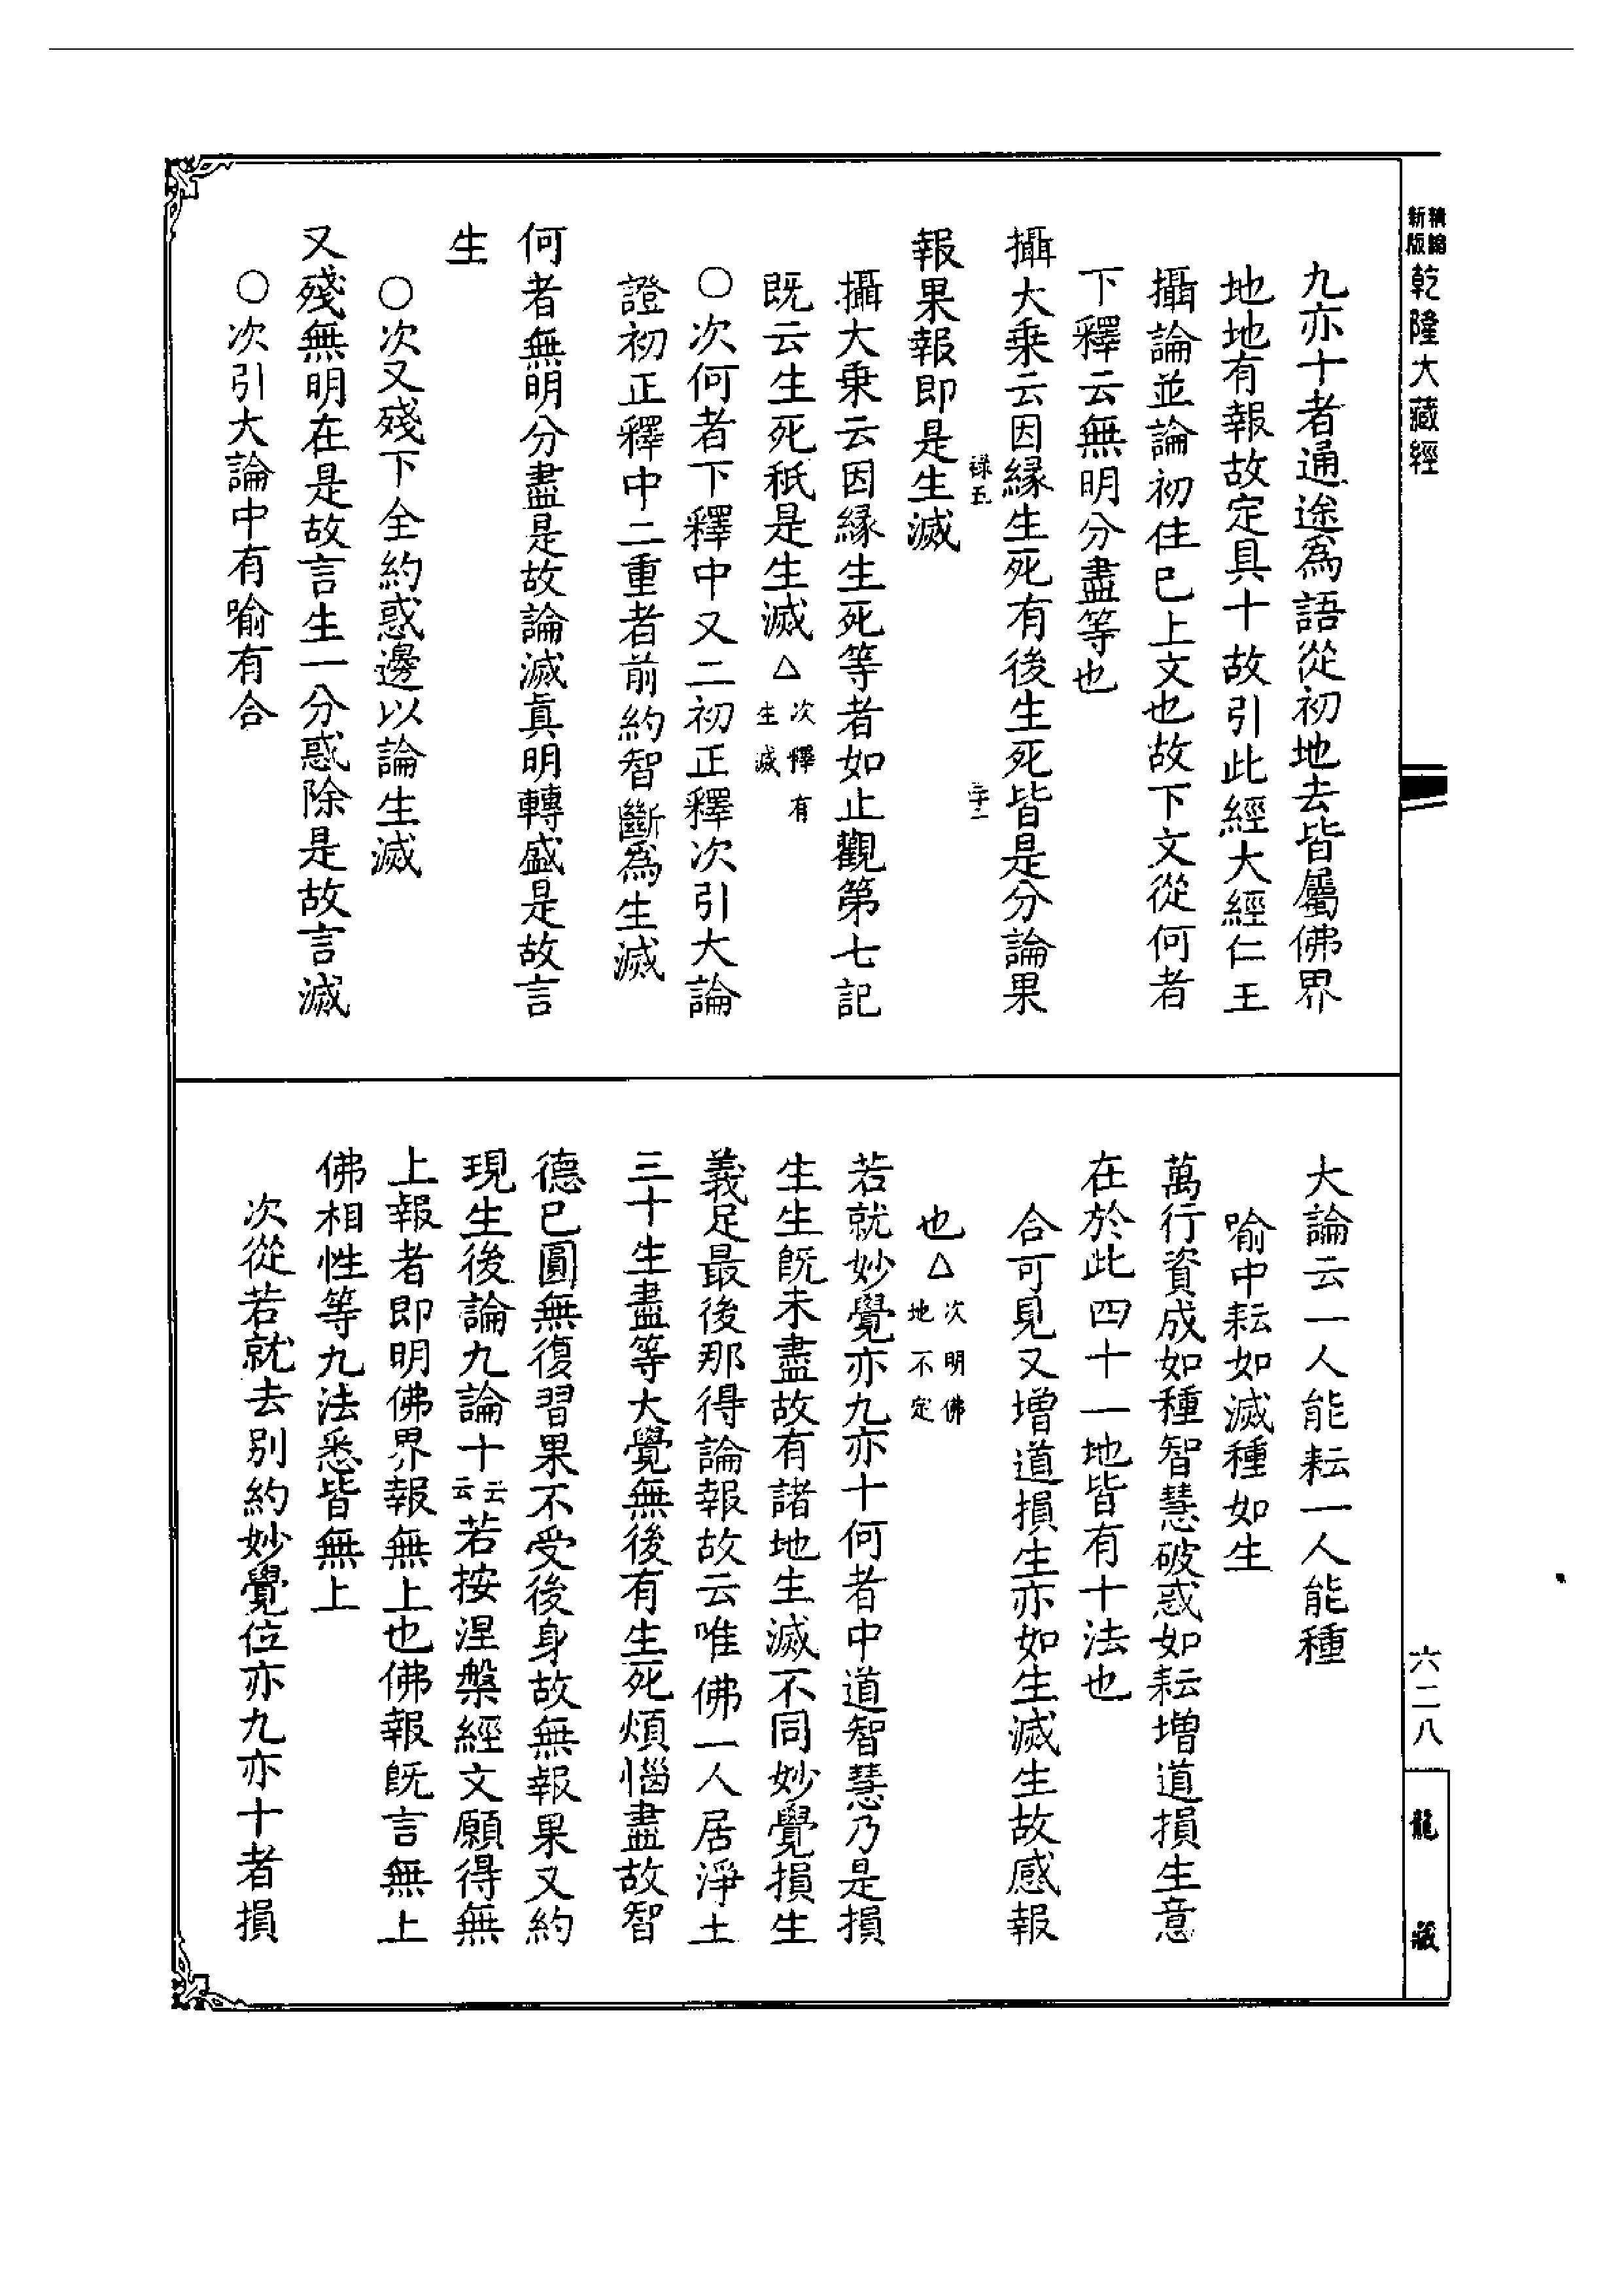 新版精編乾隆大藏經
九亦十者通途爲語從初地去皆屬佛界
地地有報故定具十故引此經大經仁王
攝論並論初住已上文也故下文從何者
下釋云無明分盡等也
攝大乘云因緣生死有後生死皆是分論果
報果報即是生滅
攝大乘云因緣生死等者如止觀第七記
既云生死秖是生滅△次釋有生滅
○次何者下釋中又二初正釋次引大論
證初正釋中二重者前約智斷爲生滅
何者無明分盡是故論滅眞明轉盛是故言
生
○次又殘下全約惑邊以論生滅
又殘無明在是故言生一分惑除是故言滅
○次引大論中有喻有合
大論云一人能耘一人能種
喻中耘如滅種如生
萬行資成如種智慧破惑如耘增道損生意
在於此四十一地皆有十法也
合可見又增道損生亦如生滅生故感報
也△次明佛地不定
若就妙覺亦九亦十何者中道智慧乃是損
生生既未盡故有諸地生滅不同妙覺損生
義足最後那得論報故云唯佛一人居淨土
三十生盡等大覺無後有生死煩惱盡故智
德已圓無復習果不受後身故無報果又約
現生後論九論十云云若按涅槃經文願得無
上報者即明佛界報無上也佛報既言無上
佛相性等九法悉皆無上
次從若就去別約妙覺位亦九亦十者損
六二八
龍藏